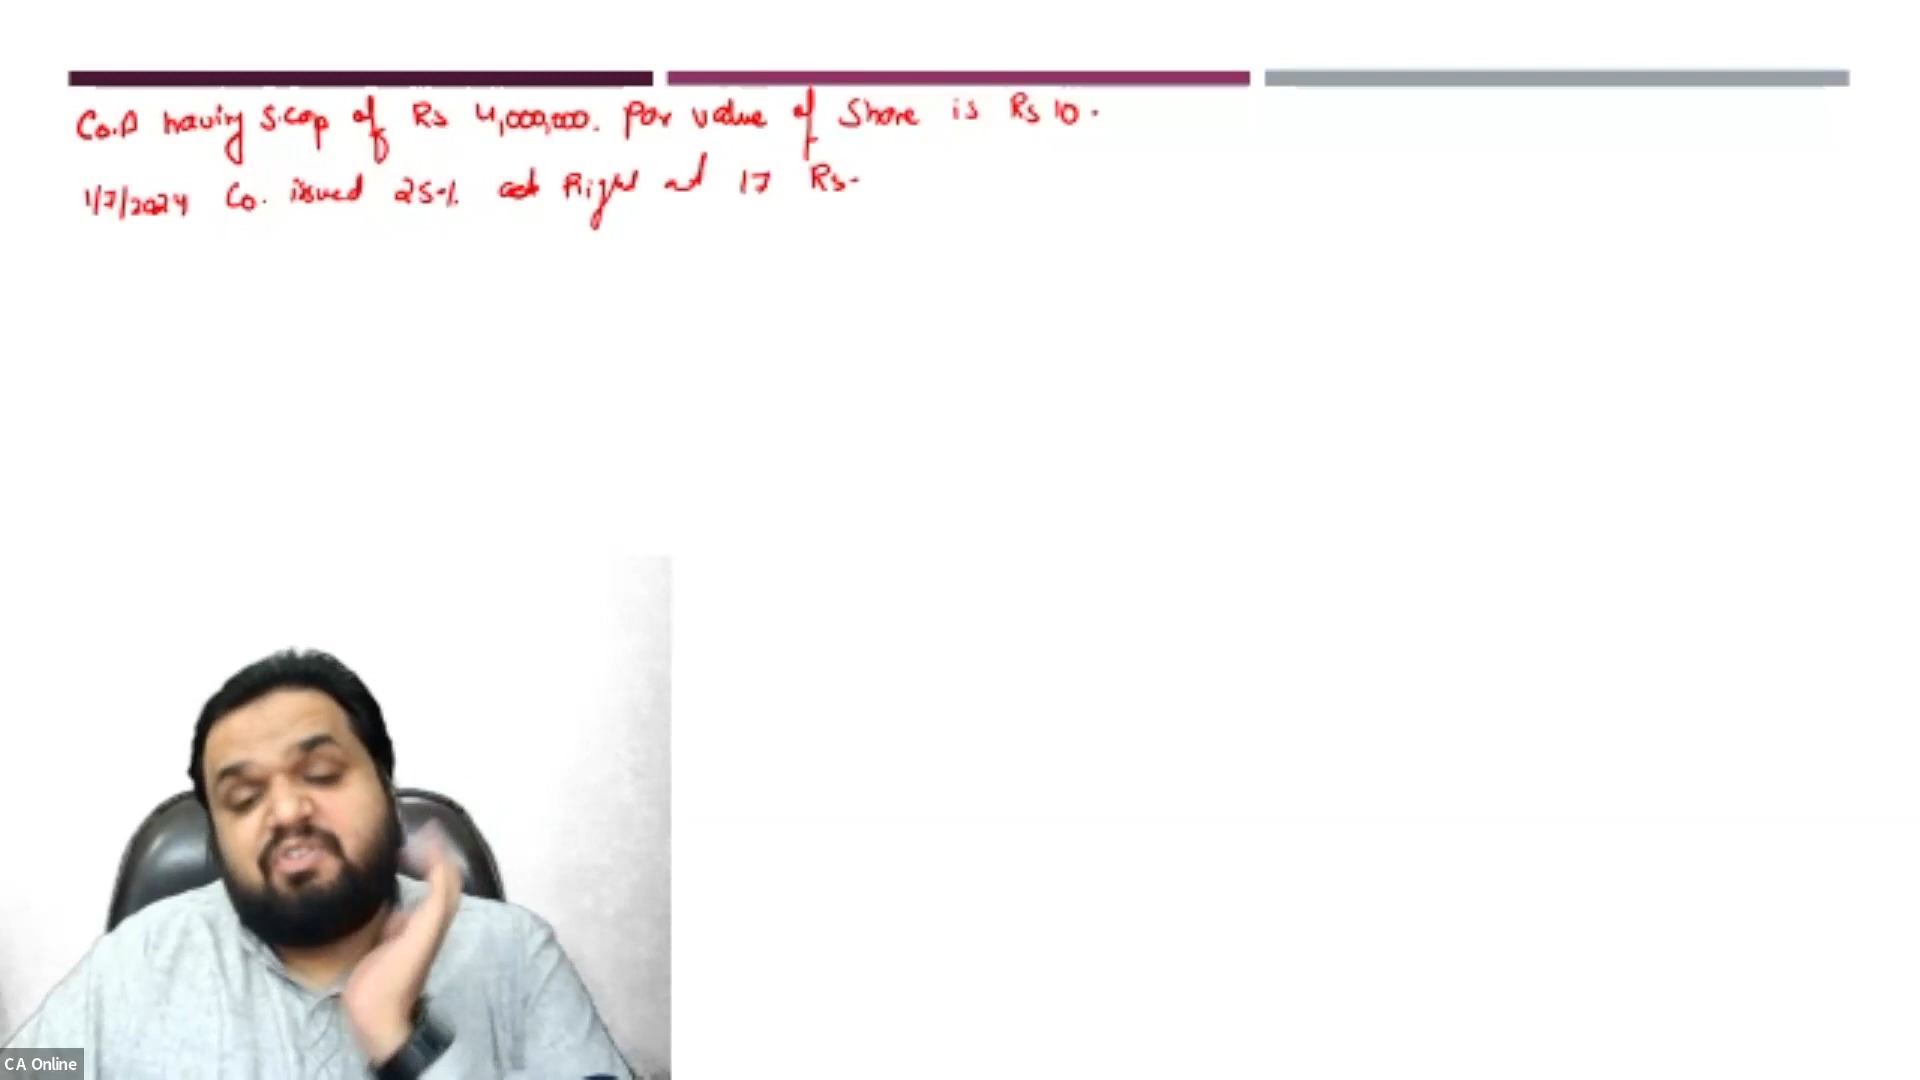 Co. A having S.cap of Rs 4,000,000. Par value of Share is Rs 10.
1/7/2024 Co. issued 25% Right at 17 Rs.
CA Online